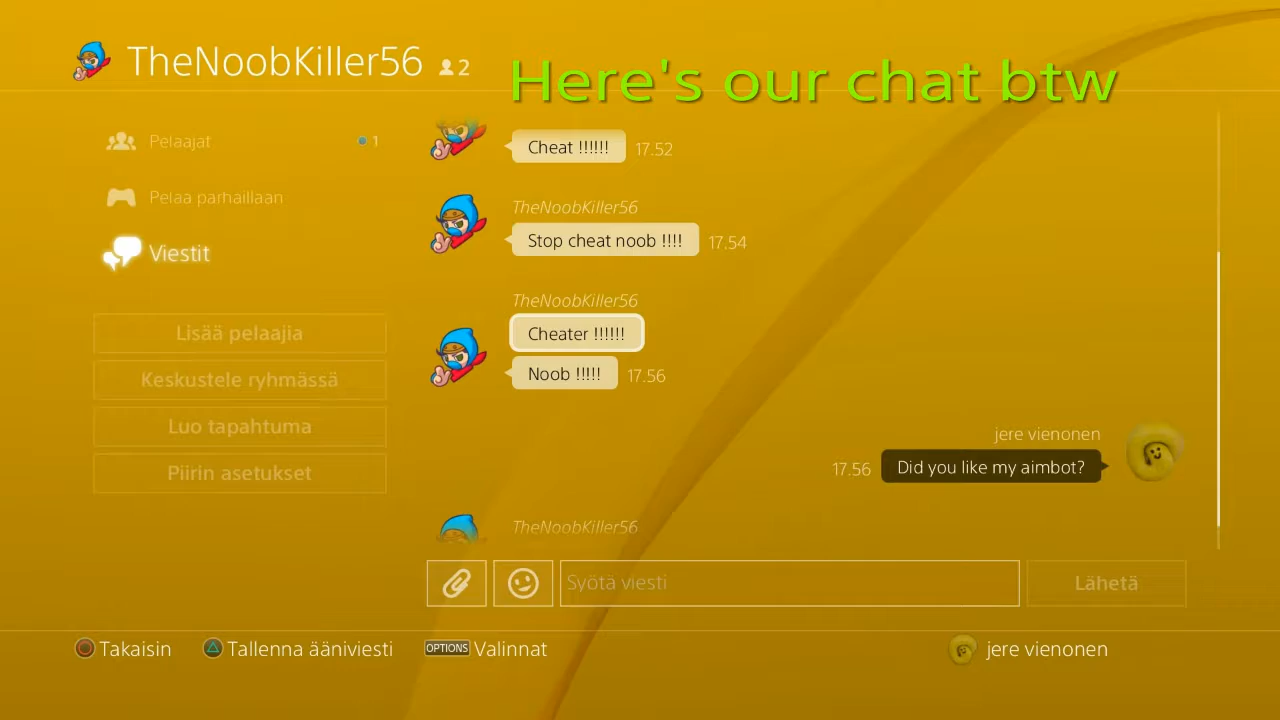 TheNoobKiller56 2
Here's our chat btw
Pelaajat 1
Pelaa parhaillaan
Viestit
Lisää pelaajia
Keskustele ryhmässä
Luo tapahtuma
Piirin asetukset
Cheat !!!!!! 17.52
TheNoobKiller56
Stop cheat noob !!!! 17.54
TheNoobKiller56
Cheater !!!!!!
Noob !!!!! 17.56
jere vienonen
17.56 Did you like my aimbot?
TheNoobKiller56
Syötä viesti
Lähetä
Takaisin
Tallenna ääniviesti
OPTIONS Valinnat
jere vienonen